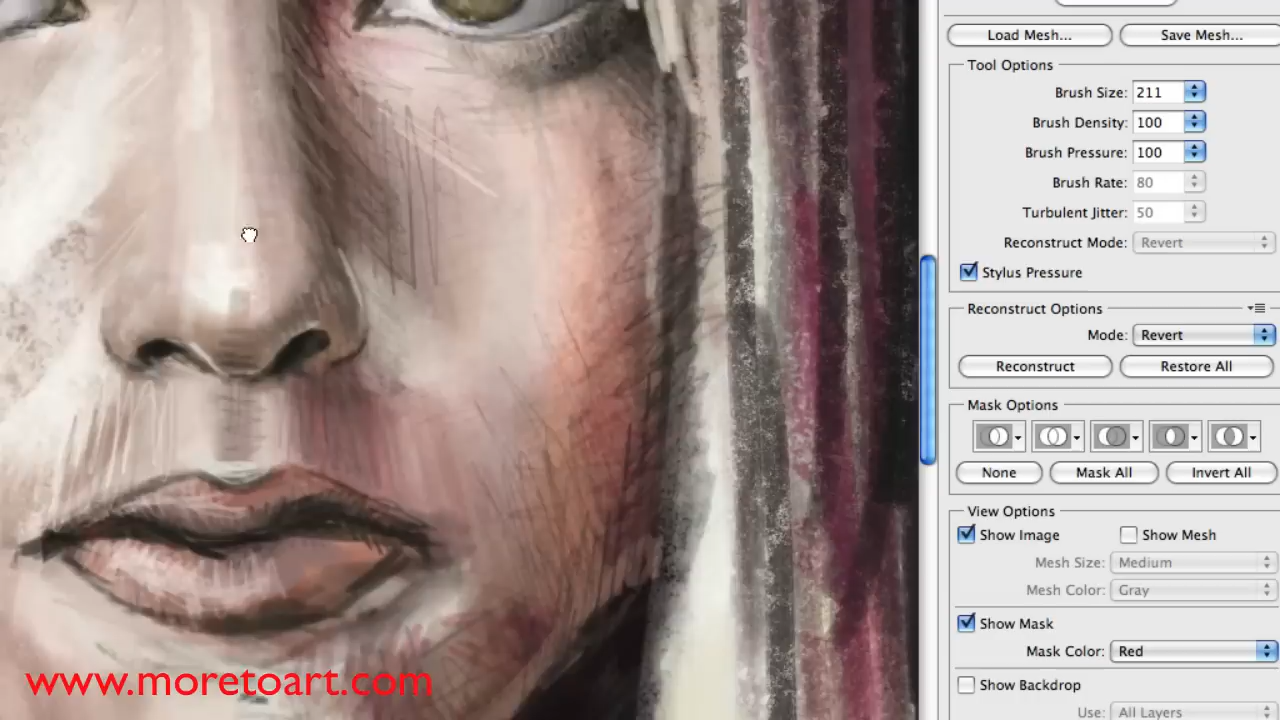 Load Mesh...
Save Mesh...
Tool Options
Brush Size: 211
Brush Density: 100
Brush Pressure: 100
Brush Rate: 80
Turbulent Jitter: 50
Reconstruct Mode: Revert
Stylus Pressure
Reconstruct Options
Mode: Revert
Reconstruct
Restore All
Mask Options
None
Mask All
Invert All
View Options
Show Image
Show Mesh
Mesh Size: Medium
Mesh Color: Gray
Show Mask
Mask Color: Red
Show Backdrop
Use: All Layers
www.moretoart.com